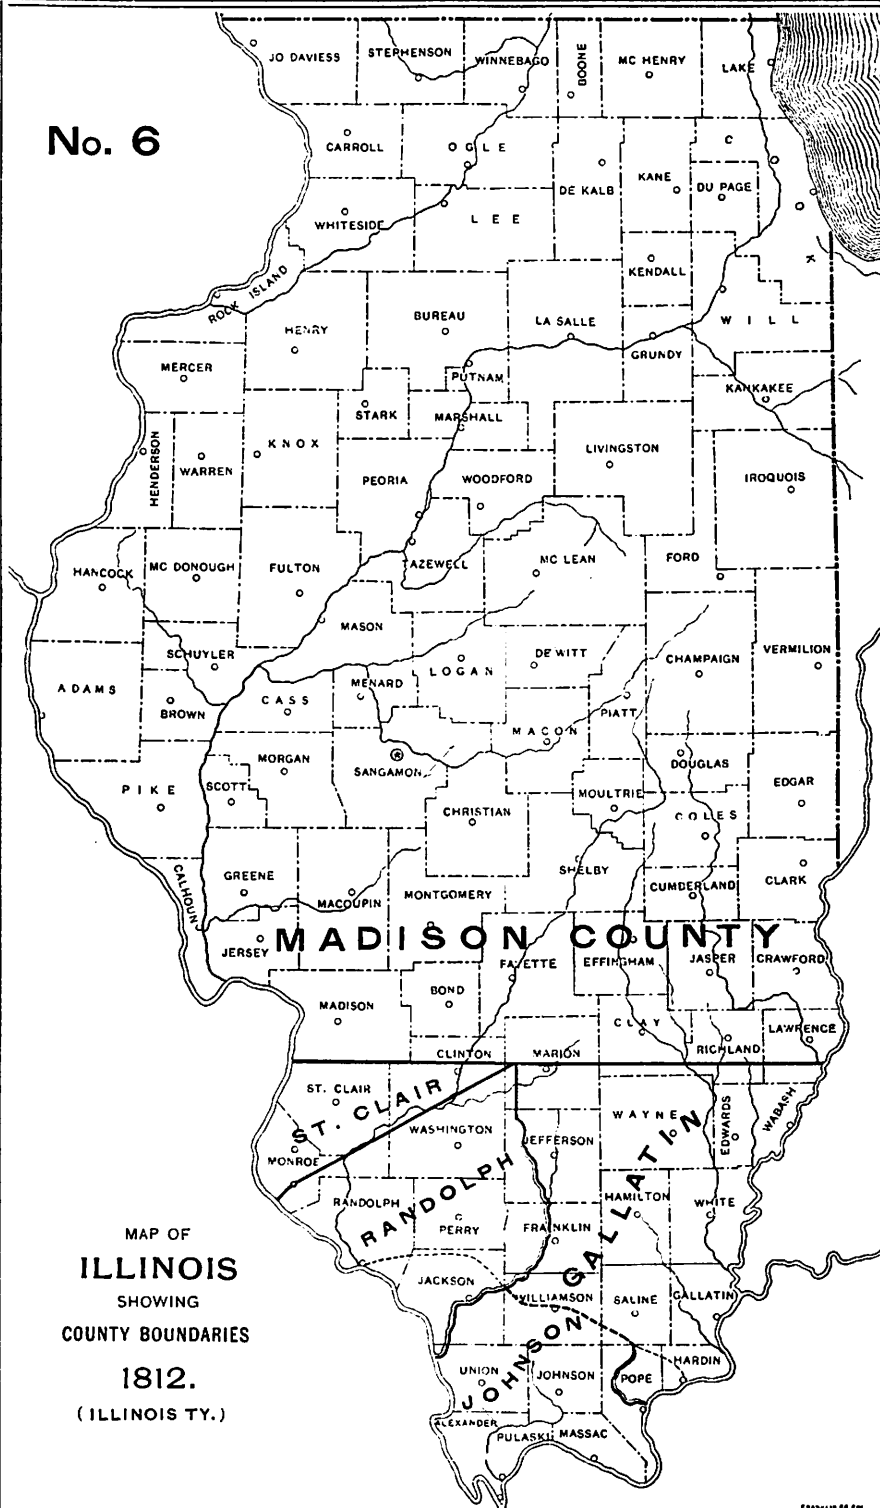 No. 6
JO DAVIESS
STEPHENSON
WINNEBAGO
BOONE
MC HENRY
LAKE
CARROLL
OGLE
DE KALB
KANE
C
DU PAGE
K
WHITESIDE
LEE
KENDALL
ROCK ISLAND
HENRY
BUREAU
LA SALLE
GRUNDY
WILL
MERCER
PUTNAM
KANKAKEE
STARK
MARSHALL
HENDERSON
WARREN
KNOX
PEORIA
WOODFORD
LIVINGSTON
IROQUOIS
HANCOCK
MC DONOUGH
FULTON
TAZEWELL
MC LEAN
FORD
MASON
SCHUYLER
ADAMS
BROWN
CASS
MENARD
LOGAN
DE WITT
CHAMPAIGN
VERMILION
PIATT
MACON
PIKE
SCOTT
MORGAN
SANGAMON
CHRISTIAN
MOULTRIE
DOUGLAS
EDGAR
COLES
CALHOUN
GREENE
MACOUPIN
MONTGOMERY
SHELBY
CUMBERLAND
CLARK
MADISON COUNTY
JERSEY
FAYETTE
EFFINGHAM
JASPER
CRAWFORD
MADISON
BOND
CLAY
RICHLAND
LAWRENCE
CLINTON
MARION
ST. CLAIR
ST. CLAIR
WASHINGTON
JEFFERSON
WAYNE
EDWARDS
WABASH
MONROE
RANDOLPH
RANDOLPH
PERRY
FRANKLIN
HAMILTON
WHITE
GALLATIN
JACKSON
WILLIAMSON
SALINE
GALLATIN
JOHNSON
UNION
JOHNSON
POPE
HARDIN
ALEXANDER
PULASKI
MASSAC
MAP OF
ILLINOIS
SHOWING
COUNTY BOUNDARIES
1812.
(ILLINOIS TY.)